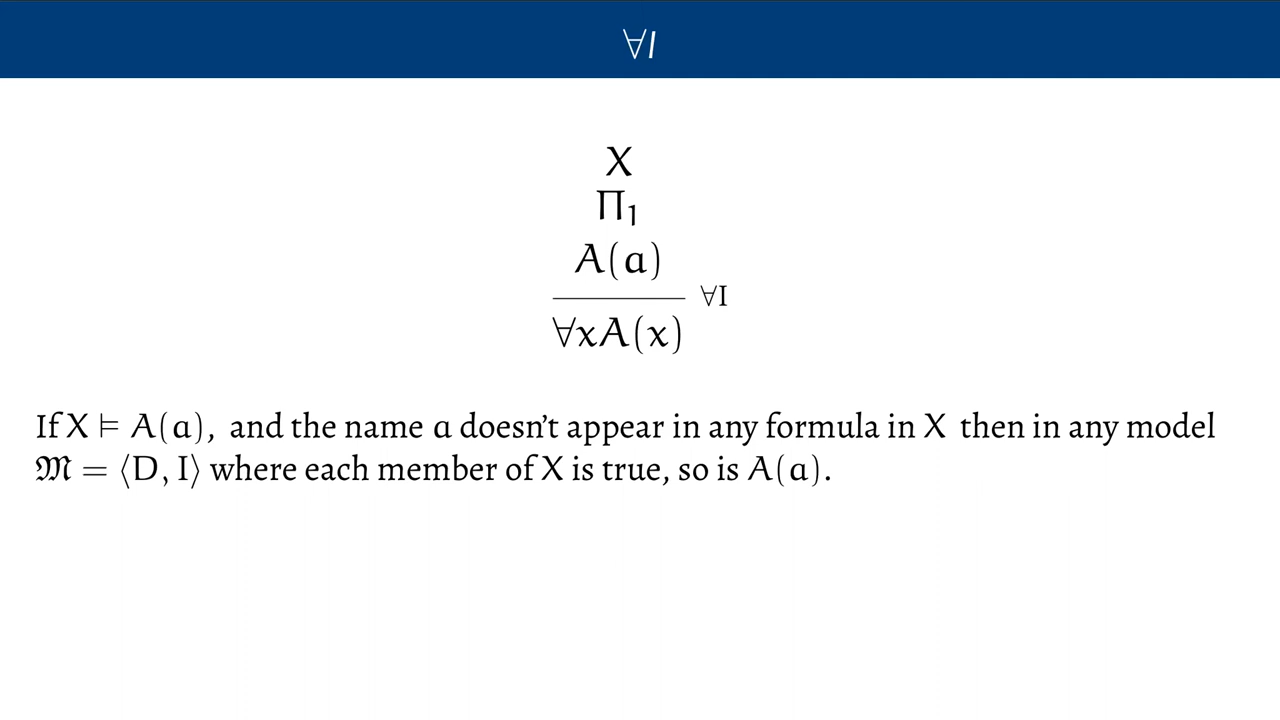 ∀I
X
Π₁
A(a)
∀I
∀xA(x)
If X ⊨ A(a), and the name a doesn’t appear in any formula in X then in any model
𝔐 = ⟨D, I⟩ where each member of X is true, so is A(a).